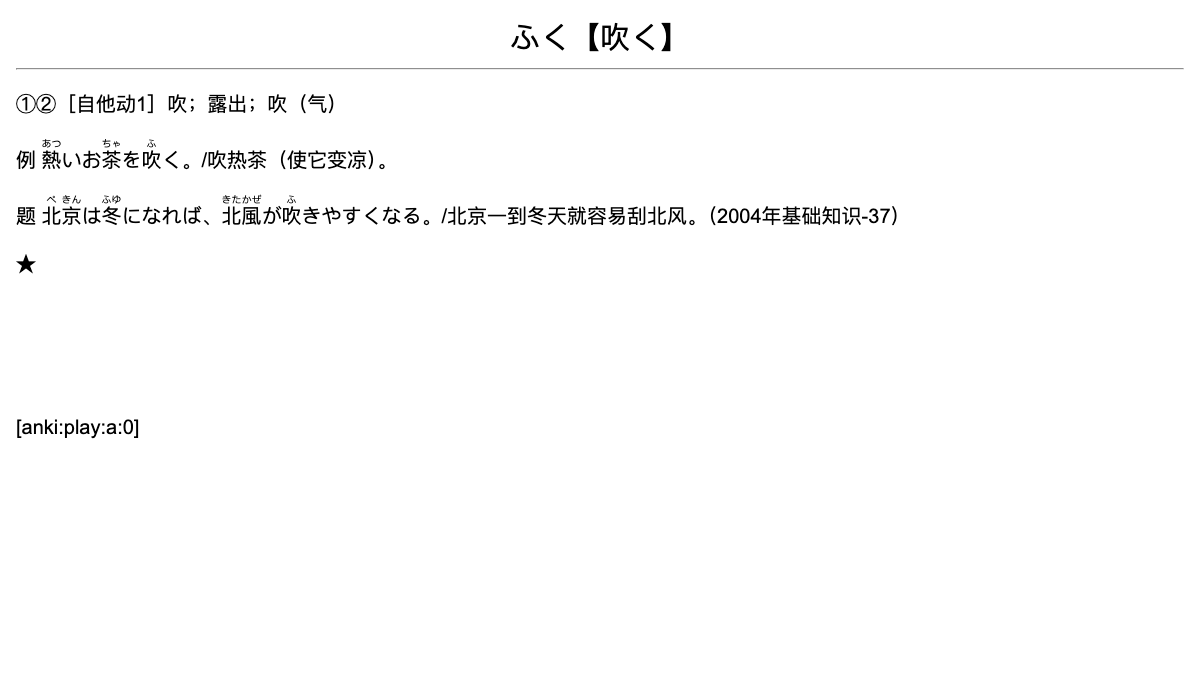 ふく【吹く】
①②［自他动1］吹；露出；吹（气）
あつ ちゃ ふ
例 熱いお茶を吹く。/吹热茶（使它变凉）。
ぺ きん ふゆ きたかぜ ふ
题 北京は冬になれば、北風が吹きやすくなる。/北京一到冬天就容易刮北风。（2004年基础知识-37）
★
[anki:play:a:0]